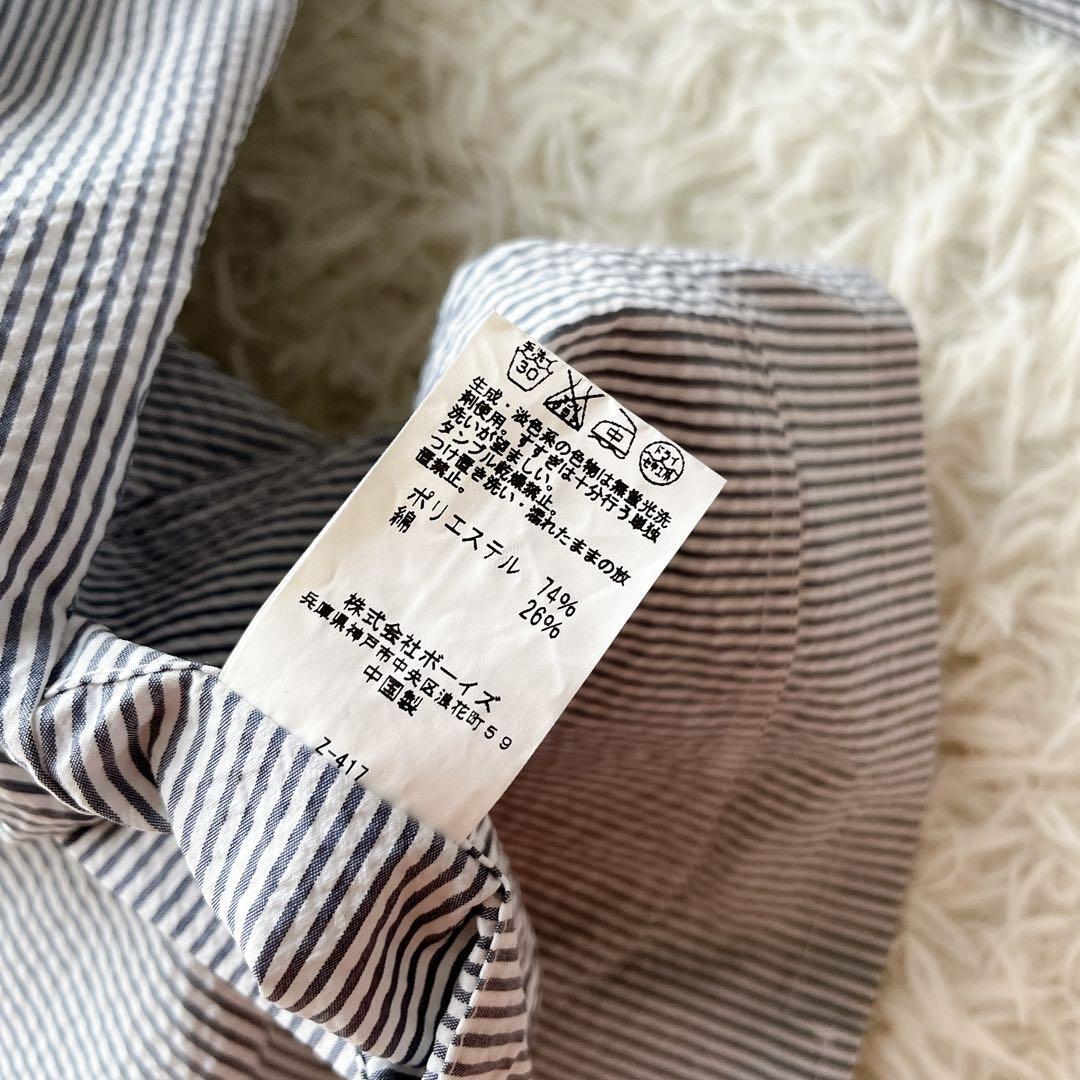 手洗イ
30
中
ドライ
セキユ系
生成・淡色系の色物は無蛍光洗
剤使用。すすぎは十分行う単独
洗いが望ましい。
タンブル乾燥禁止。
つけ置き洗い・濡れたままの放
置禁止。
ポリエステル 74%
綿 26%
株式会社ボーイズ
兵庫県神戸市中央区浪花町59
中国製
Z-417